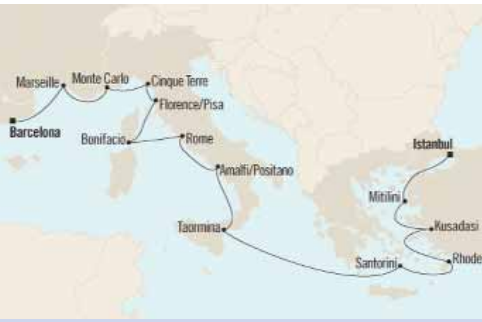 Marseille
Monte Carlo
Cinque Terre
Florence/Pisa
Barcelona
Bonifacio
Rome
Istanbul
Amalfi/Positano
Mitilini
Taormina
Kusadasi
Santorini
Rhode